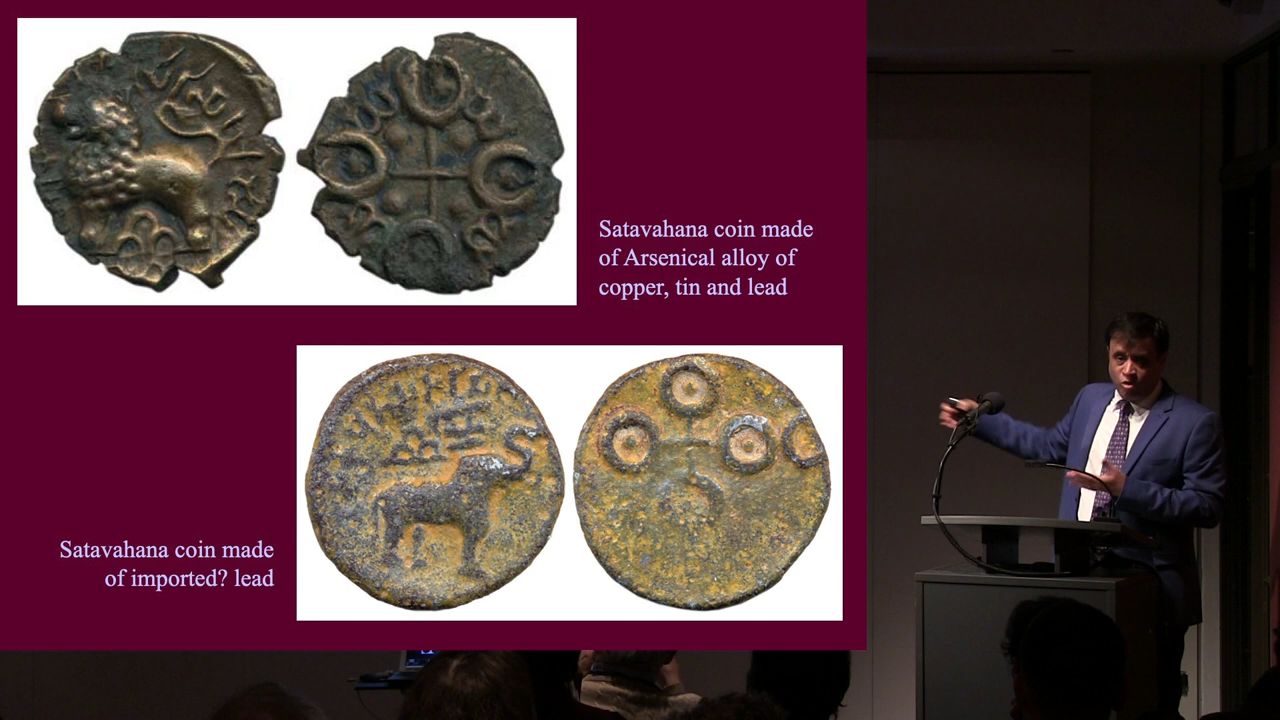 Satavahana coin made
of Arsenical alloy of
copper, tin and lead
Satavahana coin made
of imported? lead